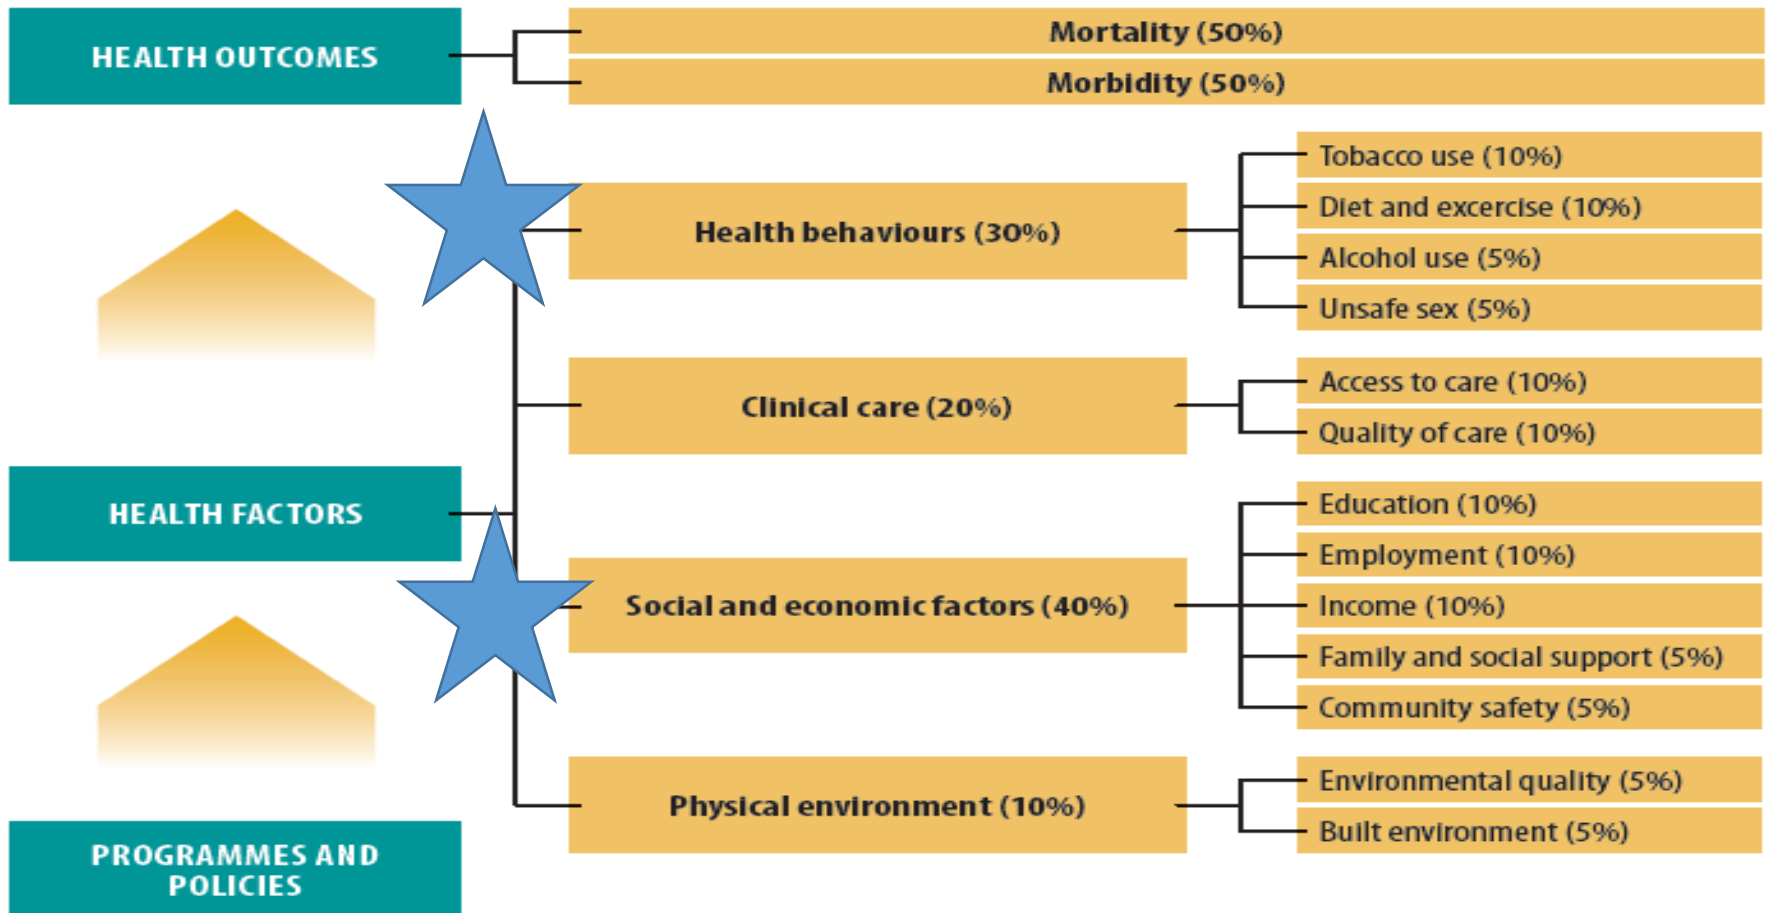 HEALTH OUTCOMES
Mortality (50%)
Morbidity (50%)
Health behaviours (30%)
Tobacco use (10%)
Diet and excercise (10%)
Alcohol use (5%)
Unsafe sex (5%)
Clinical care (20%)
Access to care (10%)
Quality of care (10%)
HEALTH FACTORS
Social and economic factors (40%)
Education (10%)
Employment (10%)
Income (10%)
Family and social support (5%)
Community safety (5%)
Physical environment (10%)
Environmental quality (5%)
Built environment (5%)
PROGRAMMES AND
POLICIES